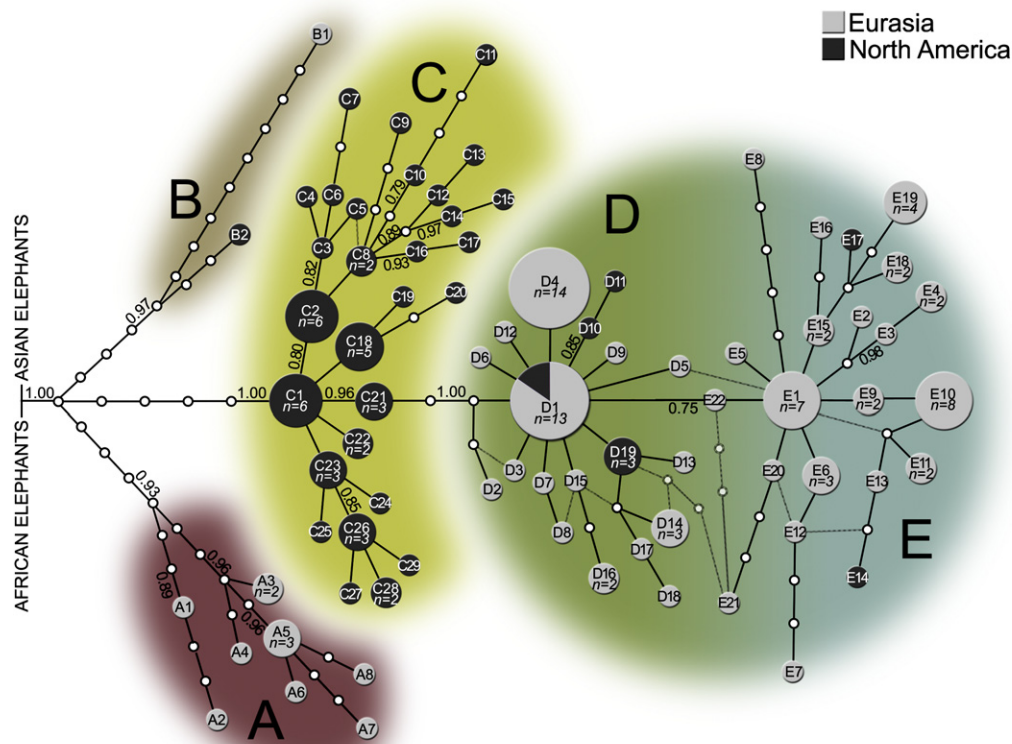 Eurasia
North America
AFRICAN ELEPHANTS
ASIAN ELEPHANTS
A
B
C
D
E
B1
B2
0.97
1.00
0.93
0.89
0.96
0.96
A1
A2
A3
n=2
A4
A5
n=3
A6
A7
A8
1.00
C1
n=6
0.80
C2
n=6
0.82
C3
C4
C5
C6
C7
C8
n=2
C9
C10
0.79
C11
C12
0.89
C13
C14
0.97
C15
C16
0.93
C17
C18
n=5
C19
C20
0.96
C21
n=3
C22
n=2
C23
n=3
C24
C25
0.85
C26
n=3
C27
C28
n=2
C29
1.00
D1
n=13
D2
D3
D4
n=14
D5
D6
D7
D8
D9
D10
0.85
D11
D12
D13
D14
n=3
D15
D16
n=2
D17
D18
D19
n=3
0.75
E1
n=7
E2
E3
0.98
E4
n=2
E5
E6
n=3
E7
E8
E9
n=2
E10
n=8
E11
n=2
E12
E13
E14
E15
n=2
E16
E17
E18
n=2
E19
n=4
E20
E21
E22